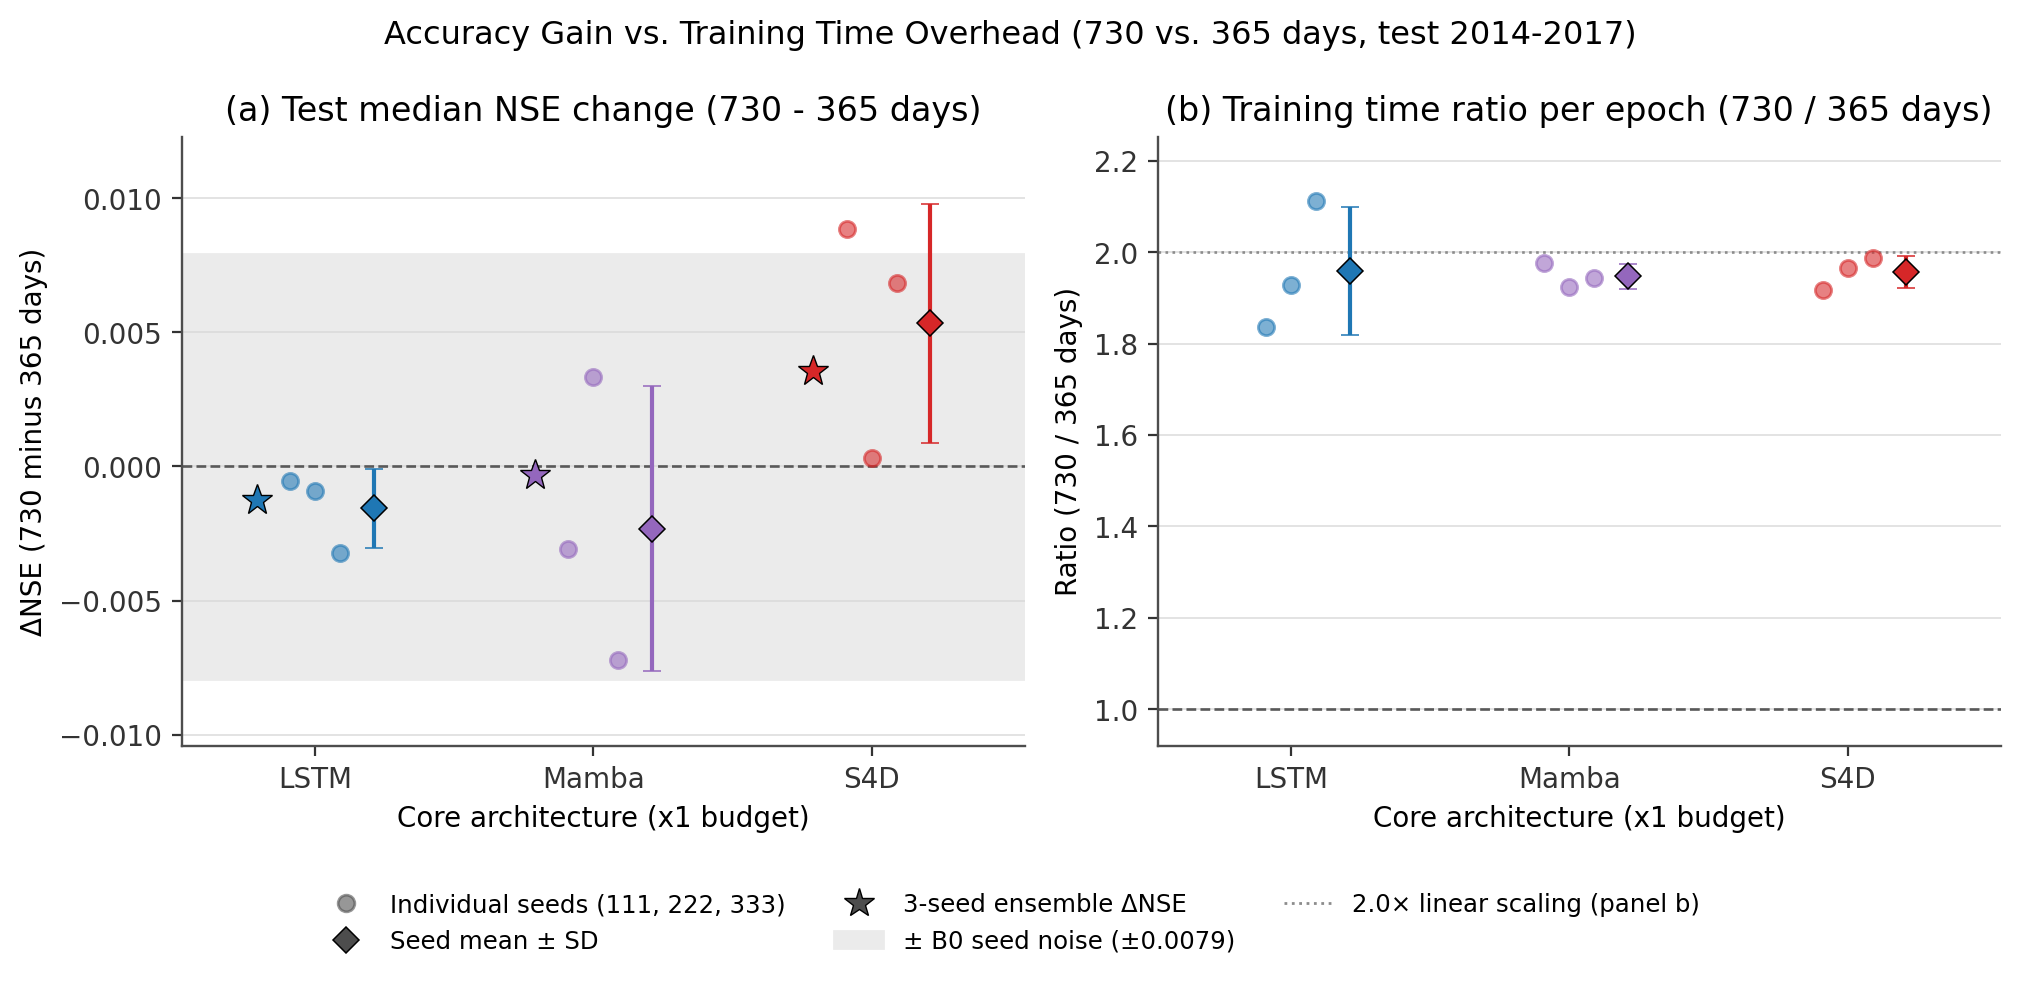 Accuracy Gain vs. Training Time Overhead (730 vs. 365 days, test 2014-2017)
(a) Test median NSE change (730 - 365 days)
ΔNSE (730 minus 365 days)
0.010
0.005
0.000
−0.005
−0.010
LSTM
Mamba
S4D
Core architecture (x1 budget)
(b) Training time ratio per epoch (730 / 365 days)
Ratio (730 / 365 days)
2.2
2.0
1.8
1.6
1.4
1.2
1.0
LSTM
Mamba
S4D
Core architecture (x1 budget)
Individual seeds (111, 222, 333)
Seed mean ± SD
3-seed ensemble ΔNSE
± B0 seed noise (±0.0079)
2.0× linear scaling (panel b)